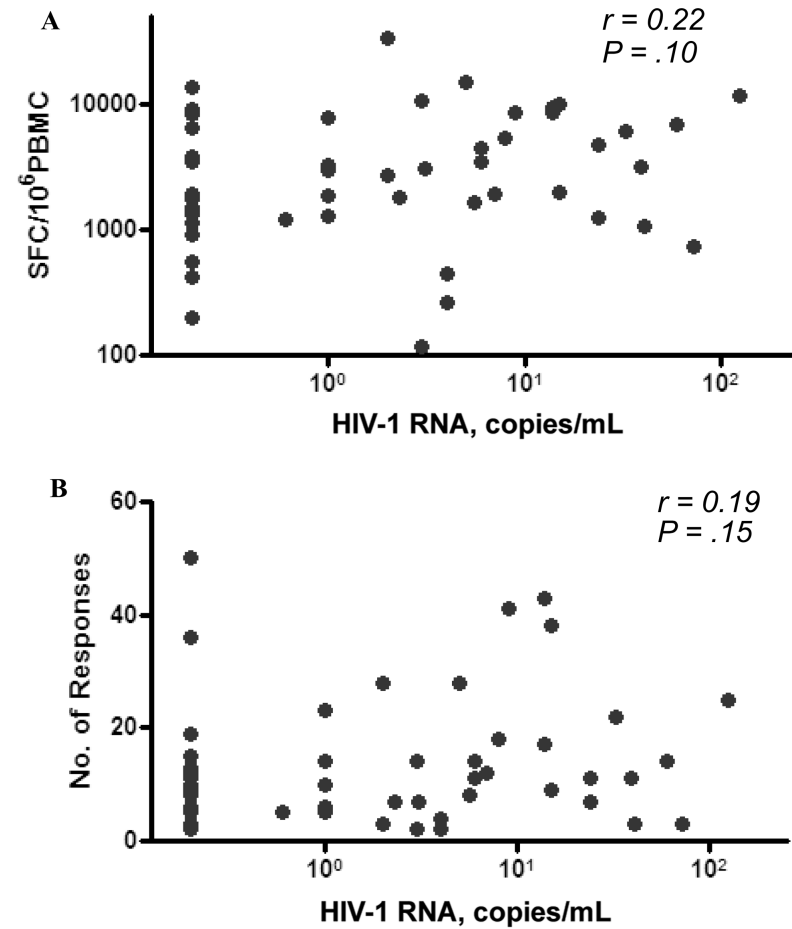 A
r = 0.22
P = .10
SFC/10⁶PBMC
10000
1000
100
10⁰ 10¹ 10²
HIV-1 RNA, copies/mL
B
r = 0.19
P = .15
No. of Responses
60
40
20
0
10⁰ 10¹ 10²
HIV-1 RNA, copies/mL